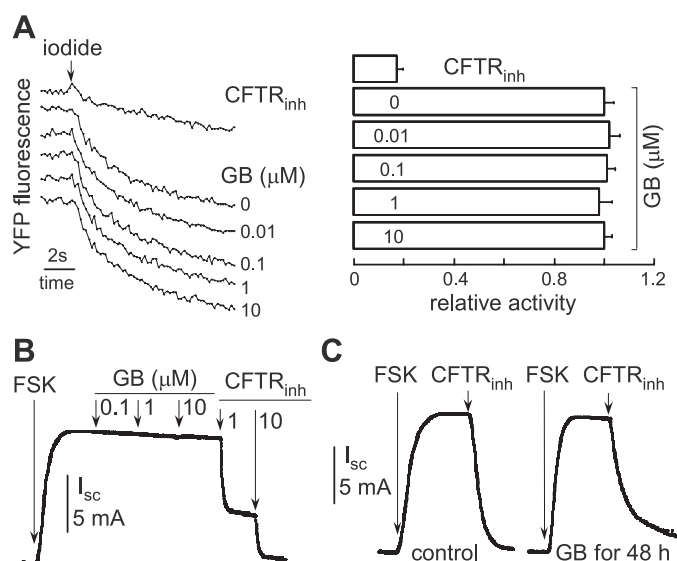 A
iodide
YFP fluorescence
CFTRinh
GB (μM)
0
0.01
0.1
1
10
2s
time
CFTRinh
0
0.01
0.1
1
10
GB (μM)
0 0.4 0.8 1.2
relative activity
B
FSK
GB (μM)
CFTRinh
0.1 1 10 1 10
Isc
5 mA
C
FSK CFTRinh FSK CFTRinh
Isc
5 mA
control GB for 48 h